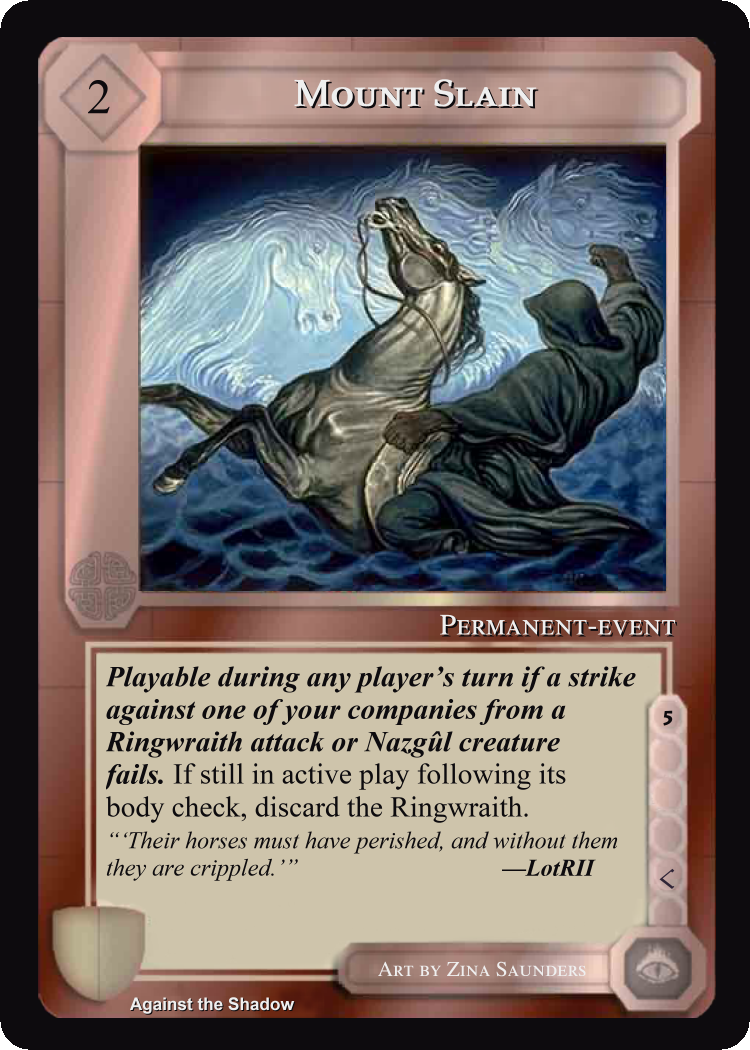 2
Mount Slain
Permanent-event
Playable during any player's turn if a strike
against one of your companies from a
Ringwraith attack or Nazgûl creature
fails. If still in active play following its
body check, discard the Ringwraith.
“‘Their horses must have perished, and without them
they are crippled.’” —LotRII
5
<
Art by Zina Saunders
Against the Shadow